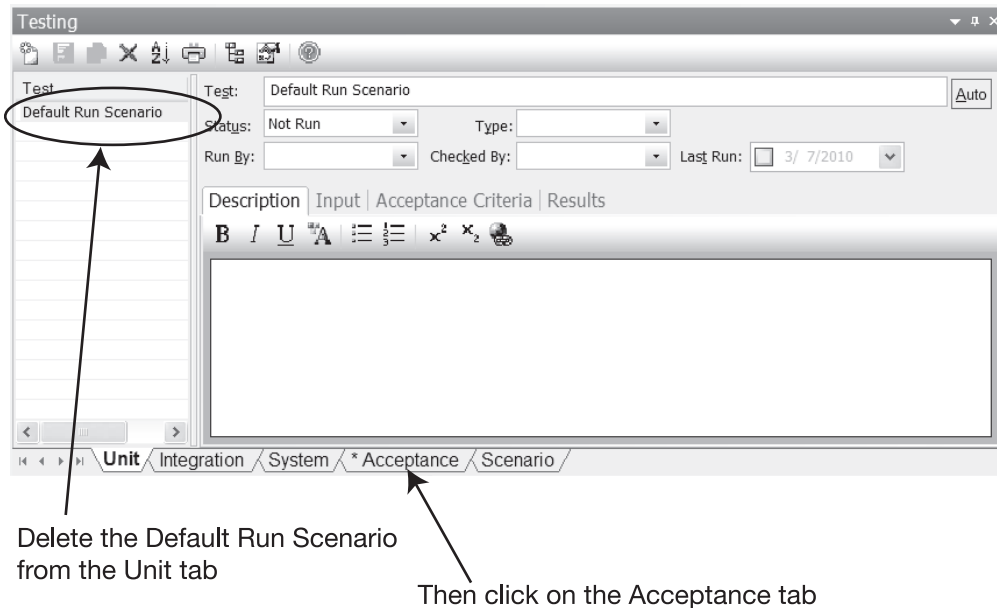 Testing
Test
Default Run Scenario
Test: Default Run Scenario Auto
Status: Not Run Type:
Run By: Checked By: Last Run: 3/ 7/2010
Description Input Acceptance Criteria Results
B I U A x² x₂
Unit Integration System * Acceptance Scenario
Delete the Default Run Scenario
from the Unit tab
Then click on the Acceptance tab